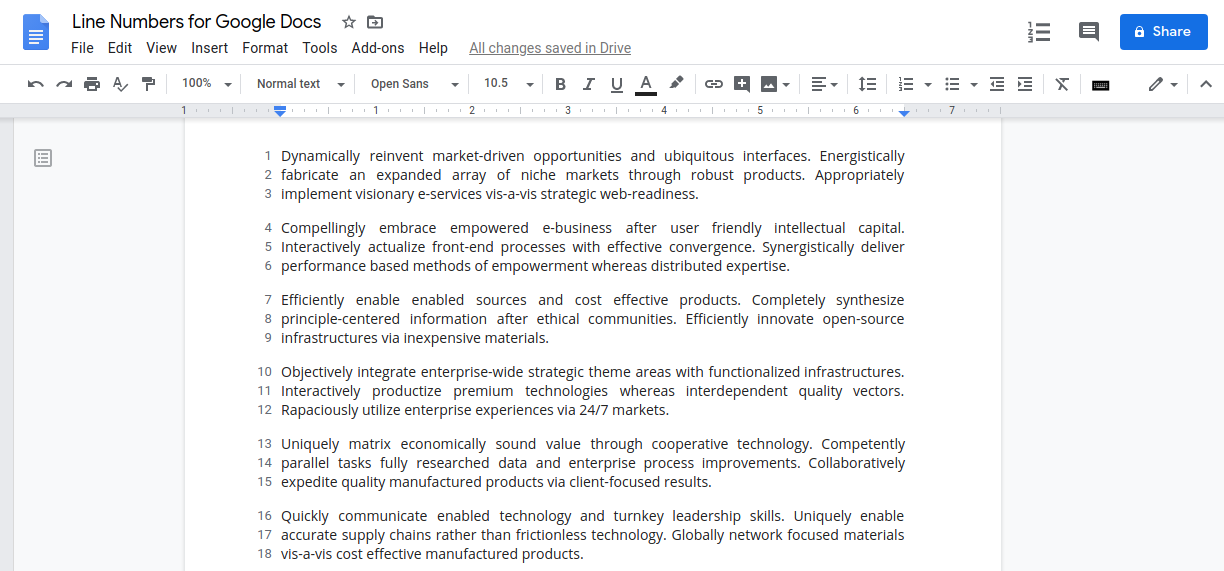 Line Numbers for Google Docs
File Edit View Insert Format Tools Add-ons Help All changes saved in Drive
Share
100% Normal text Open Sans 10.5 B I U A
1 1 2 3 4 5 6 7
1 Dynamically reinvent market-driven opportunities and ubiquitous interfaces. Energistically
2 fabricate an expanded array of niche markets through robust products. Appropriately
3 implement visionary e-services vis-a-vis strategic web-readiness.
4 Compellingly embrace empowered e-business after user friendly intellectual capital.
5 Interactively actualize front-end processes with effective convergence. Synergistically deliver
6 performance based methods of empowerment whereas distributed expertise.
7 Efficiently enable enabled sources and cost effective products. Completely synthesize
8 principle-centered information after ethical communities. Efficiently innovate open-source
9 infrastructures via inexpensive materials.
10 Objectively integrate enterprise-wide strategic theme areas with functionalized infrastructures.
11 Interactively productize premium technologies whereas interdependent quality vectors.
12 Rapaciously utilize enterprise experiences via 24/7 markets.
13 Uniquely matrix economically sound value through cooperative technology. Competently
14 parallel tasks fully researched data and enterprise process improvements. Collaboratively
15 expedite quality manufactured products via client-focused results.
16 Quickly communicate enabled technology and turnkey leadership skills. Uniquely enable
17 accurate supply chains rather than frictionless technology. Globally network focused materials
18 vis-a-vis cost effective manufactured products.